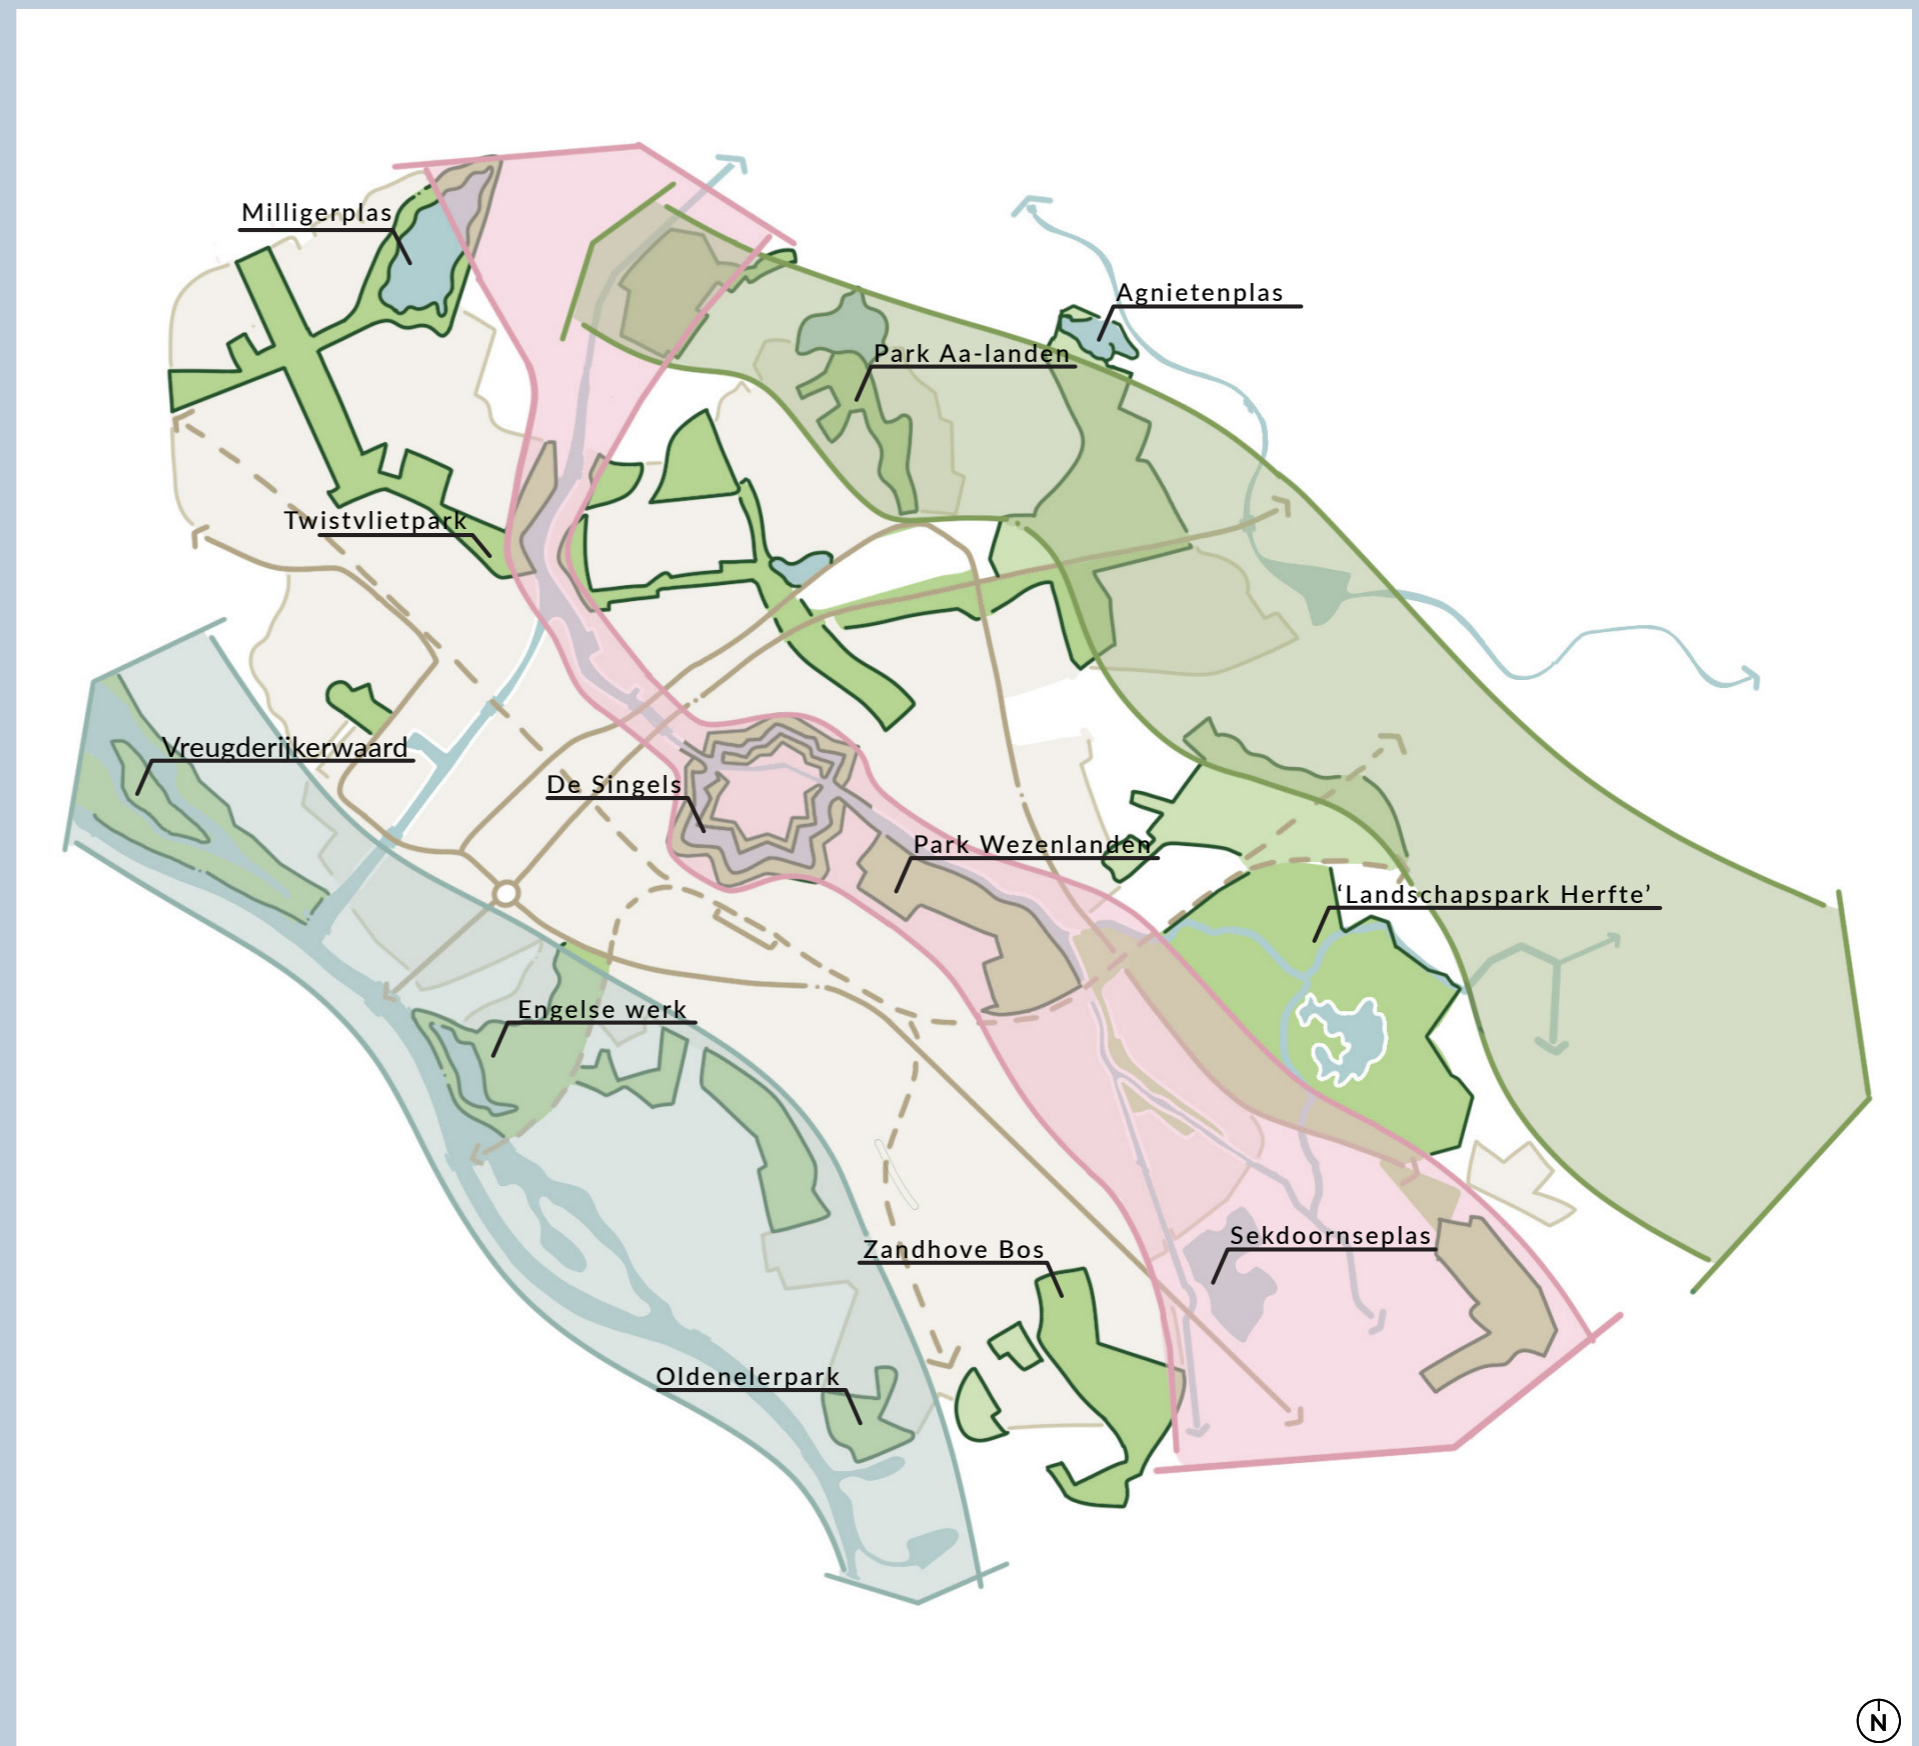 Milligerplas
Agnietenplas
Park Aa-landen
Twistvlietpark
Vreugderijkerwaard
De Singels
Park Wezenlanden
‘Landschapspark Herfte’
Engelse werk
Sekdoornseplas
Zandhove Bos
Oldenelerpark
N